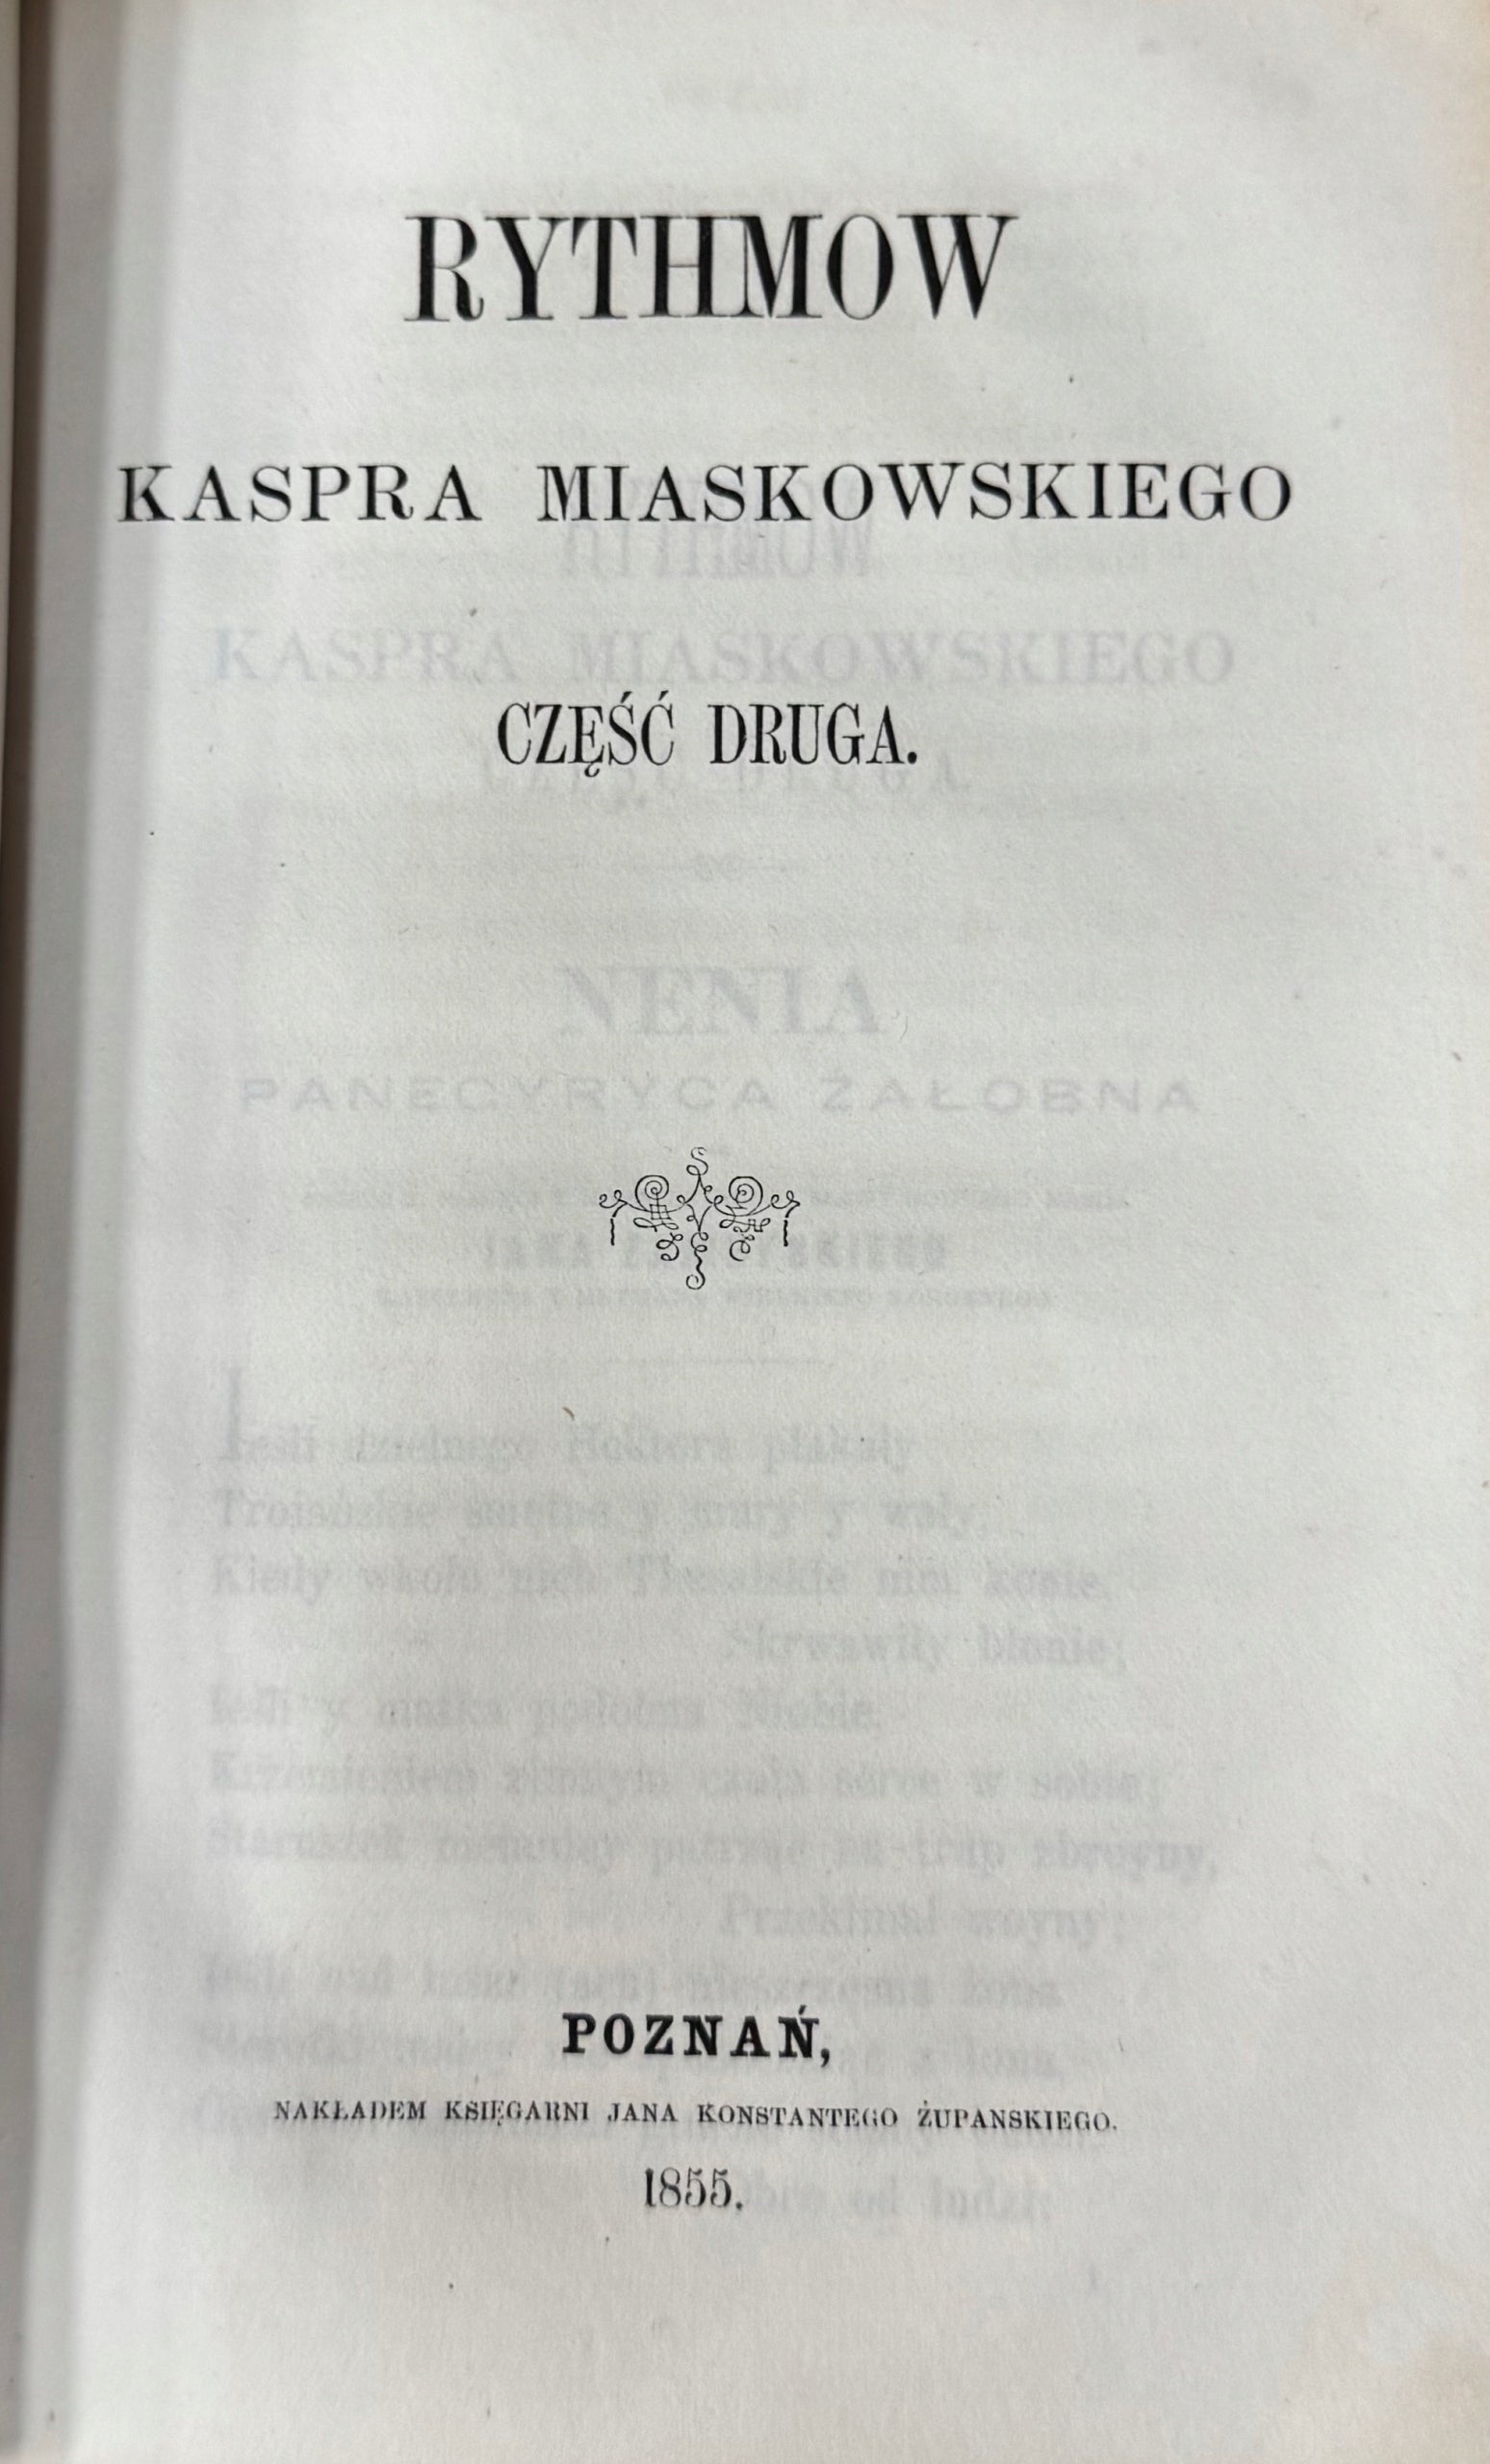 RYTHMOW
KASPRA MIASKOWSKIEGO
CZĘŚĆ DRUGA.
POZNAŃ,
NAKŁADEM KSIĘGARNI JANA KONSTANTEGO ŻUPANSKIEGO.
1855.